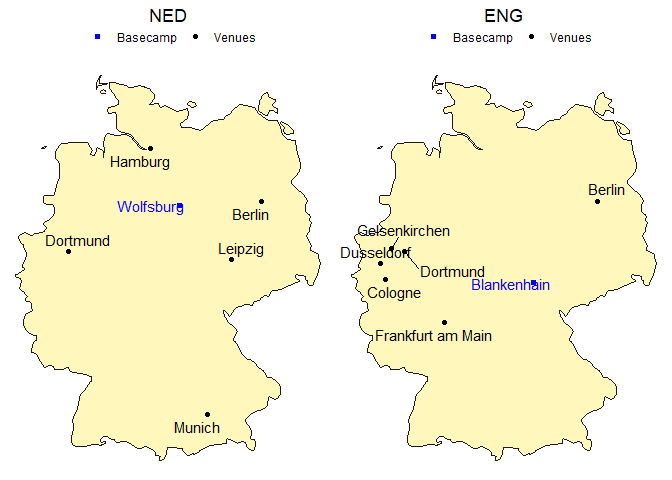 NED
Basecamp
Venues
Hamburg
Wolfsburg
Berlin
Dortmund
Leipzig
Munich
ENG
Basecamp
Venues
Berlin
Gelsenkirchen
Dusseldorf
Dortmund
Cologne
Blankenhain
Frankfurt am Main